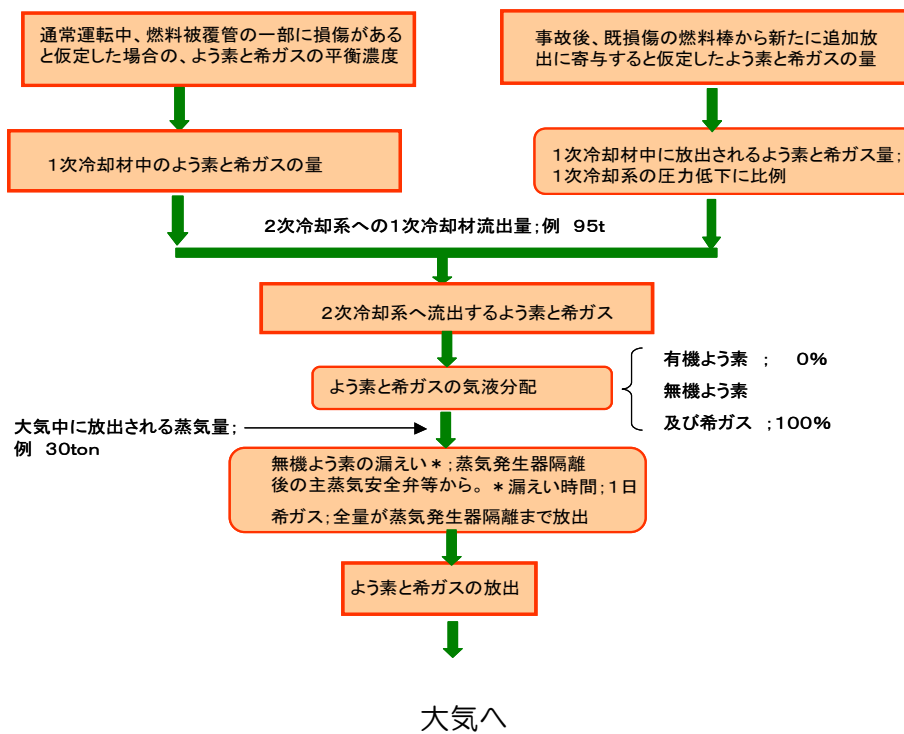 通常運転中、燃料被覆管の一部に損傷がある
と仮定した場合の、よう素と希ガスの平衡濃度
事故後、既損傷の燃料棒から新たに追加放
出に寄与すると仮定したよう素と希ガスの量
1次冷却材中のよう素と希ガスの量
1次冷却材中に放出されるよう素と希ガス量;
1次冷却系の圧力低下に比例
2次冷却系への1次冷却材流出量;例 95t
2次冷却系へ流出するよう素と希ガス
よう素と希ガスの気液分配
有機よう素 ; 0%
無機よう素
及び希ガス ;100%
大気中に放出される蒸気量;
例 30ton
無機よう素の漏えい*;蒸気発生器隔離
後の主蒸気安全弁等から。 *漏えい時間;1日
希ガス;全量が蒸気発生器隔離まで放出
よう素と希ガスの放出
大気へ